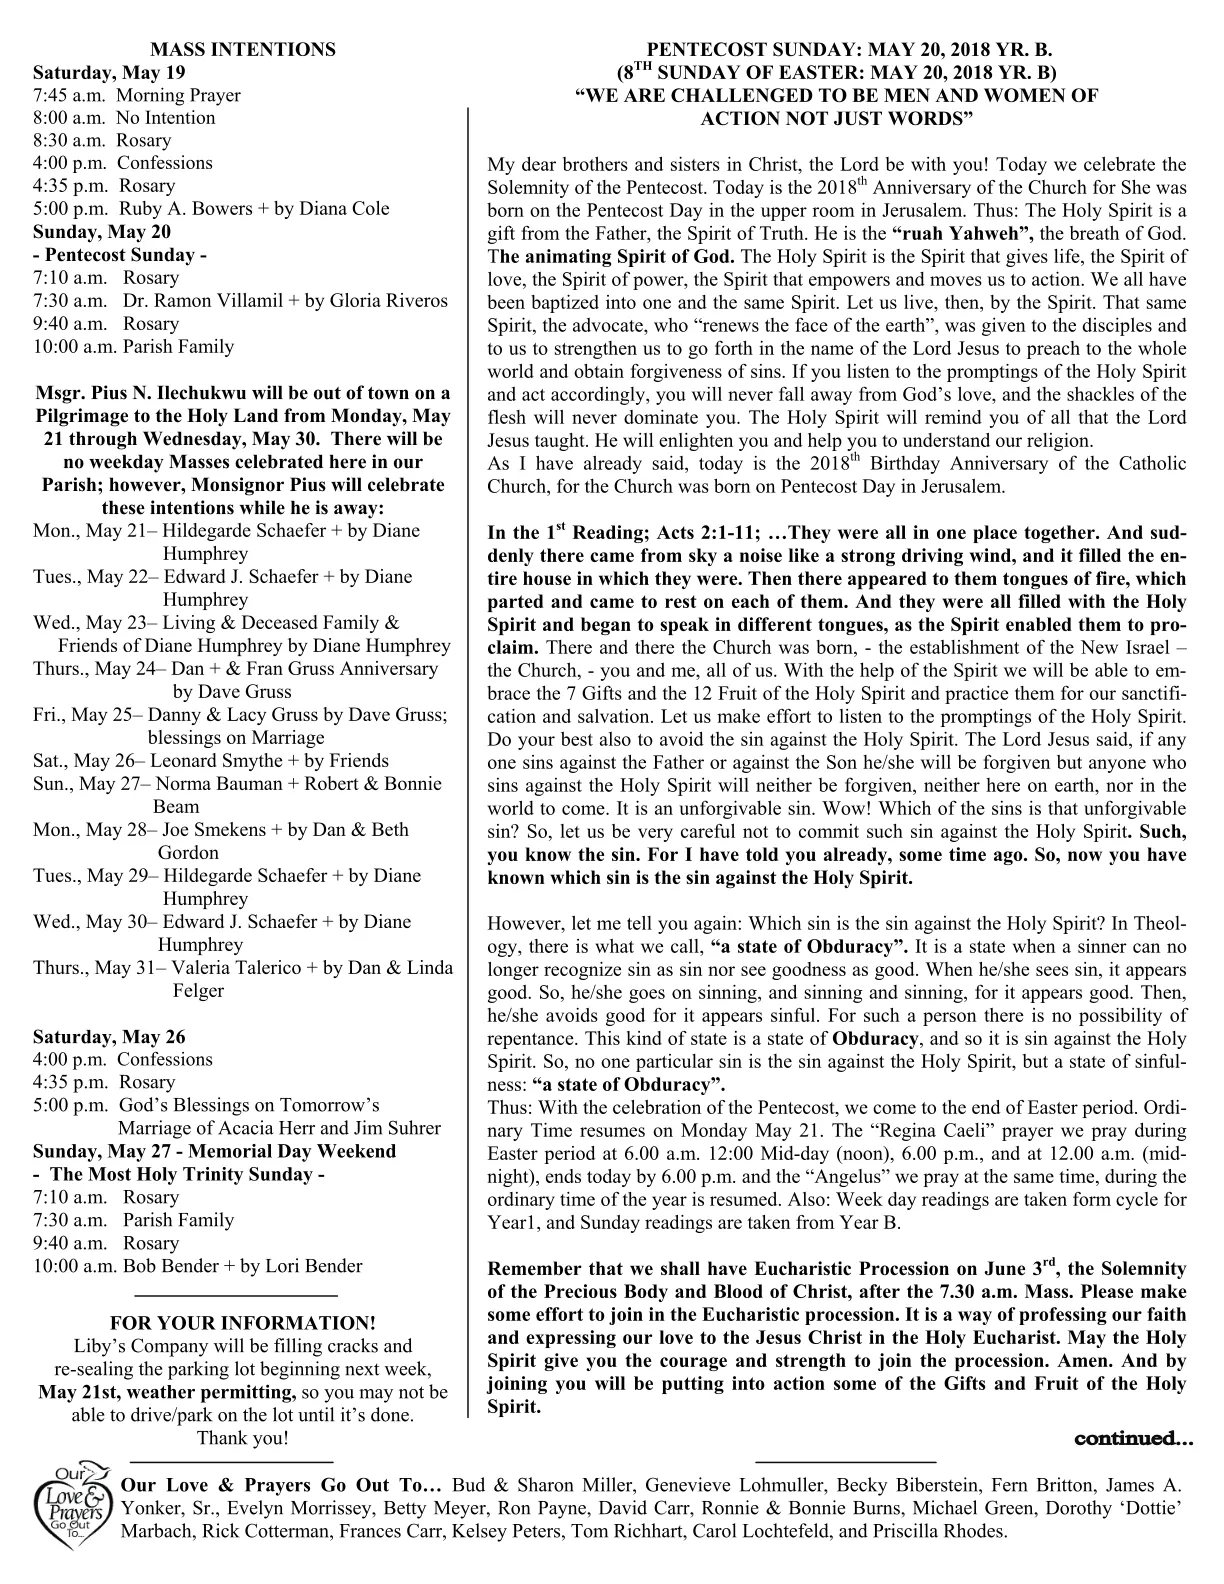 MASS INTENTIONS
Saturday, May 19
7:45 a.m. Morning Prayer
8:00 a.m. No Intention
8:30 a.m. Rosary
4:00 p.m. Confessions
4:35 p.m. Rosary
5:00 p.m. Ruby A. Bowers + by Diana Cole
Sunday, May 20
- Pentecost Sunday -
7:10 a.m. Rosary
7:30 a.m. Dr. Ramon Villamil + by Gloria Riveros
9:40 a.m. Rosary
10:00 a.m. Parish Family
Msgr. Pius N. Ilechukwu will be out of town on a
Pilgrimage to the Holy Land from Monday, May
21 through Wednesday, May 30. There will be
no weekday Masses celebrated here in our
Parish; however, Monsignor Pius will celebrate
these intentions while he is away:
Mon., May 21– Hildegarde Schaefer + by Diane
Humphrey
Tues., May 22– Edward J. Schaefer + by Diane
Humphrey
Wed., May 23– Living & Deceased Family &
Friends of Diane Humphrey by Diane Humphrey
Thurs., May 24– Dan + & Fran Gruss Anniversary
by Dave Gruss
Fri., May 25– Danny & Lacy Gruss by Dave Gruss;
blessings on Marriage
Sat., May 26– Leonard Smythe + by Friends
Sun., May 27– Norma Bauman + Robert & Bonnie
Beam
Mon., May 28– Joe Smekens + by Dan & Beth
Gordon
Tues., May 29– Hildegarde Schaefer + by Diane
Humphrey
Wed., May 30– Edward J. Schaefer + by Diane
Humphrey
Thurs., May 31– Valeria Talerico + by Dan & Linda
Felger
Saturday, May 26
4:00 p.m. Confessions
4:35 p.m. Rosary
5:00 p.m. God's Blessings on Tomorrow's
Marriage of Acacia Herr and Jim Suhrer
Sunday, May 27 - Memorial Day Weekend
- The Most Holy Trinity Sunday -
7:10 a.m. Rosary
7:30 a.m. Parish Family
9:40 a.m. Rosary
10:00 a.m. Bob Bender + by Lori Bender
FOR YOUR INFORMATION!
Liby's Company will be filling cracks and
re-sealing the parking lot beginning next week,
May 21st, weather permitting, so you may not be
able to drive/park on the lot until it's done.
Thank you!
PENTECOST SUNDAY: MAY 20, 2018 YR. B.
(8TH SUNDAY OF EASTER: MAY 20, 2018 YR. B)
“WE ARE CHALLENGED TO BE MEN AND WOMEN OF
ACTION NOT JUST WORDS”
My dear brothers and sisters in Christ, the Lord be with you! Today we celebrate the
Solemnity of the Pentecost. Today is the 2018th Anniversary of the Church for She was
born on the Pentecost Day in the upper room in Jerusalem. Thus: The Holy Spirit is a
gift from the Father, the Spirit of Truth. He is the “ruah Yahweh”, the breath of God.
The animating Spirit of God. The Holy Spirit is the Spirit that gives life, the Spirit of
love, the Spirit of power, the Spirit that empowers and moves us to action. We all have
been baptized into one and the same Spirit. Let us live, then, by the Spirit. That same
Spirit, the advocate, who “renews the face of the earth”, was given to the disciples and
to us to strengthen us to go forth in the name of the Lord Jesus to preach to the whole
world and obtain forgiveness of sins. If you listen to the promptings of the Holy Spirit
and act accordingly, you will never fall away from God's love, and the shackles of the
flesh will never dominate you. The Holy Spirit will remind you of all that the Lord
Jesus taught. He will enlighten you and help you to understand our religion.
As I have already said, today is the 2018th Birthday Anniversary of the Catholic
Church, for the Church was born on Pentecost Day in Jerusalem.
In the 1st Reading; Acts 2:1-11; …They were all in one place together. And sud-
denly there came from sky a noise like a strong driving wind, and it filled the en-
tire house in which they were. Then there appeared to them tongues of fire, which
parted and came to rest on each of them. And they were all filled with the Holy
Spirit and began to speak in different tongues, as the Spirit enabled them to pro-
claim. There and there the Church was born, - the establishment of the New Israel –
the Church, - you and me, all of us. With the help of the Spirit we will be able to em-
brace the 7 Gifts and the 12 Fruit of the Holy Spirit and practice them for our sanctifi-
cation and salvation. Let us make effort to listen to the promptings of the Holy Spirit.
Do your best also to avoid the sin against the Holy Spirit. The Lord Jesus said, if any
one sins against the Father or against the Son he/she will be forgiven but anyone who
sins against the Holy Spirit will neither be forgiven, neither here on earth, nor in the
world to come. It is an unforgivable sin. Wow! Which of the sins is that unforgivable
sin? So, let us be very careful not to commit such sin against the Holy Spirit. Such,
you know the sin. For I have told you already, some time ago. So, now you have
known which sin is the sin against the Holy Spirit.
However, let me tell you again: Which sin is the sin against the Holy Spirit? In Theol-
ogy, there is what we call, “a state of Obduracy”. It is a state when a sinner can no
longer recognize sin as sin nor see goodness as good. When he/she sees sin, it appears
good. So, he/she goes on sinning, and sinning and sinning, for it appears good. Then,
he/she avoids good for it appears sinful. For such a person there is no possibility of
repentance. This kind of state is a state of Obduracy, and so it is sin against the Holy
Spirit. So, no one particular sin is the sin against the Holy Spirit, but a state of sinful-
ness: “a state of Obduracy”.
Thus: With the celebration of the Pentecost, we come to the end of Easter period. Ordi-
nary Time resumes on Monday May 21. The “Regina Caeli” prayer we pray during
Easter period at 6.00 a.m. 12:00 Mid-day (noon), 6.00 p.m., and at 12.00 a.m. (mid-
night), ends today by 6.00 p.m. and the “Angelus” we pray at the same time, during the
ordinary time of the year is resumed. Also: Week day readings are taken form cycle for
Year1, and Sunday readings are taken from Year B.
Remember that we shall have Eucharistic Procession on June 3rd, the Solemnity
of the Precious Body and Blood of Christ, after the 7.30 a.m. Mass. Please make
some effort to join in the Eucharistic procession. It is a way of professing our faith
and expressing our love to the Jesus Christ in the Holy Eucharist. May the Holy
Spirit give you the courage and strength to join the procession. Amen. And by
joining you will be putting into action some of the Gifts and Fruit of the Holy
Spirit.
continued...
Our
Love &
Prayers
Go Out
To...
Our Love & Prayers Go Out To… Bud & Sharon Miller, Genevieve Lohmuller, Becky Biberstein, Fern Britton, James A.
Yonker, Sr., Evelyn Morrissey, Betty Meyer, Ron Payne, David Carr, Ronnie & Bonnie Burns, Michael Green, Dorothy ‘Dottie’
Marbach, Rick Cotterman, Frances Carr, Kelsey Peters, Tom Richhart, Carol Lochtefeld, and Priscilla Rhodes.